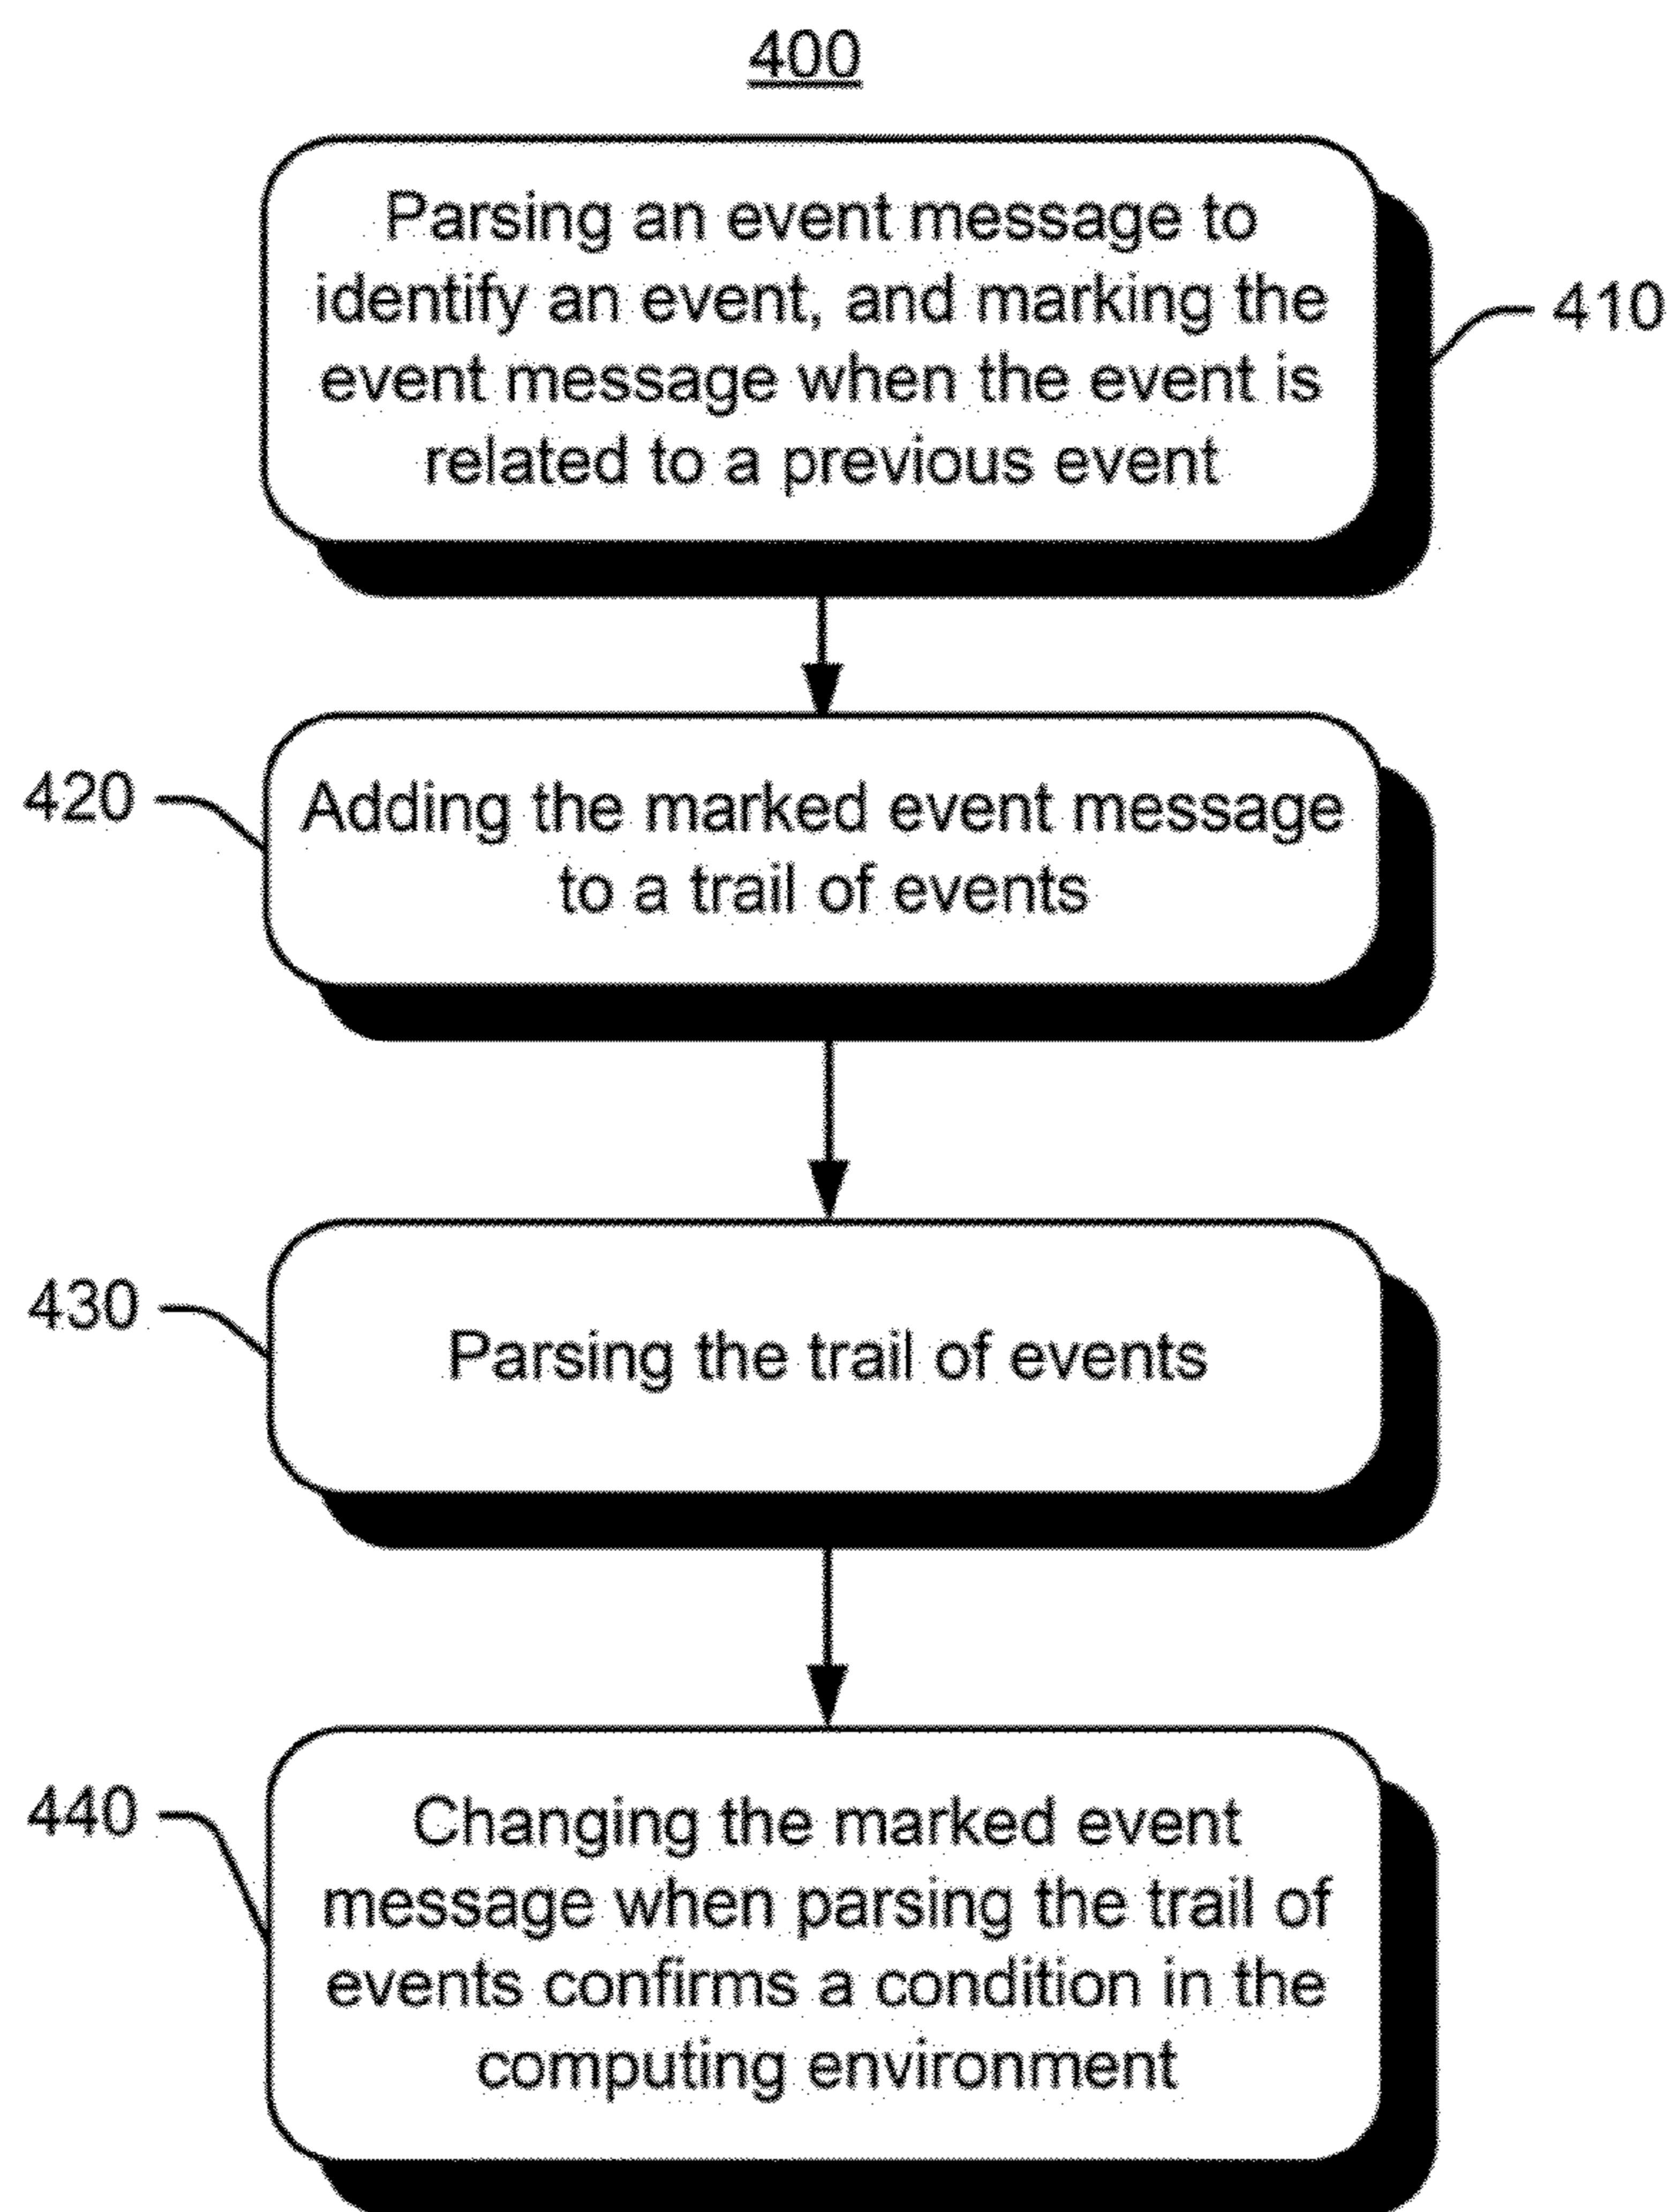 400
Parsing an event message to
identify an event, and marking the
event message when the event is
related to a previous event
410
420
Adding the marked event message
to a trail of events
430
Parsing the trail of events
440
Changing the marked event
message when parsing the trail of
events confirms a condition in the
computing environment